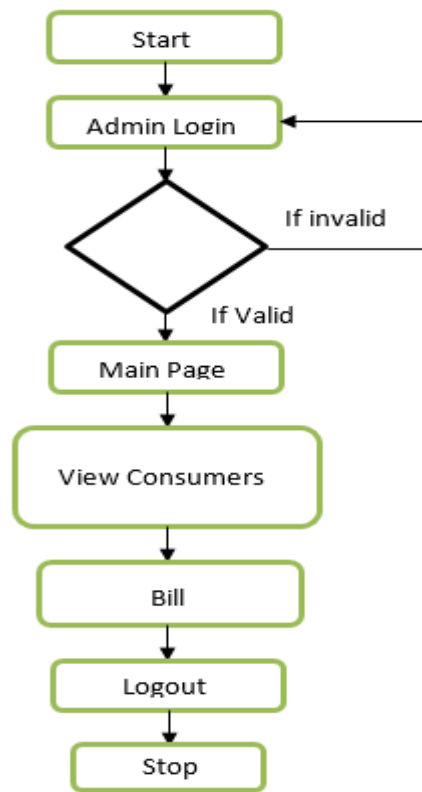 Start
Admin Login
If invalid
If Valid
Main Page
View Consumers
Bill
Logout
Stop